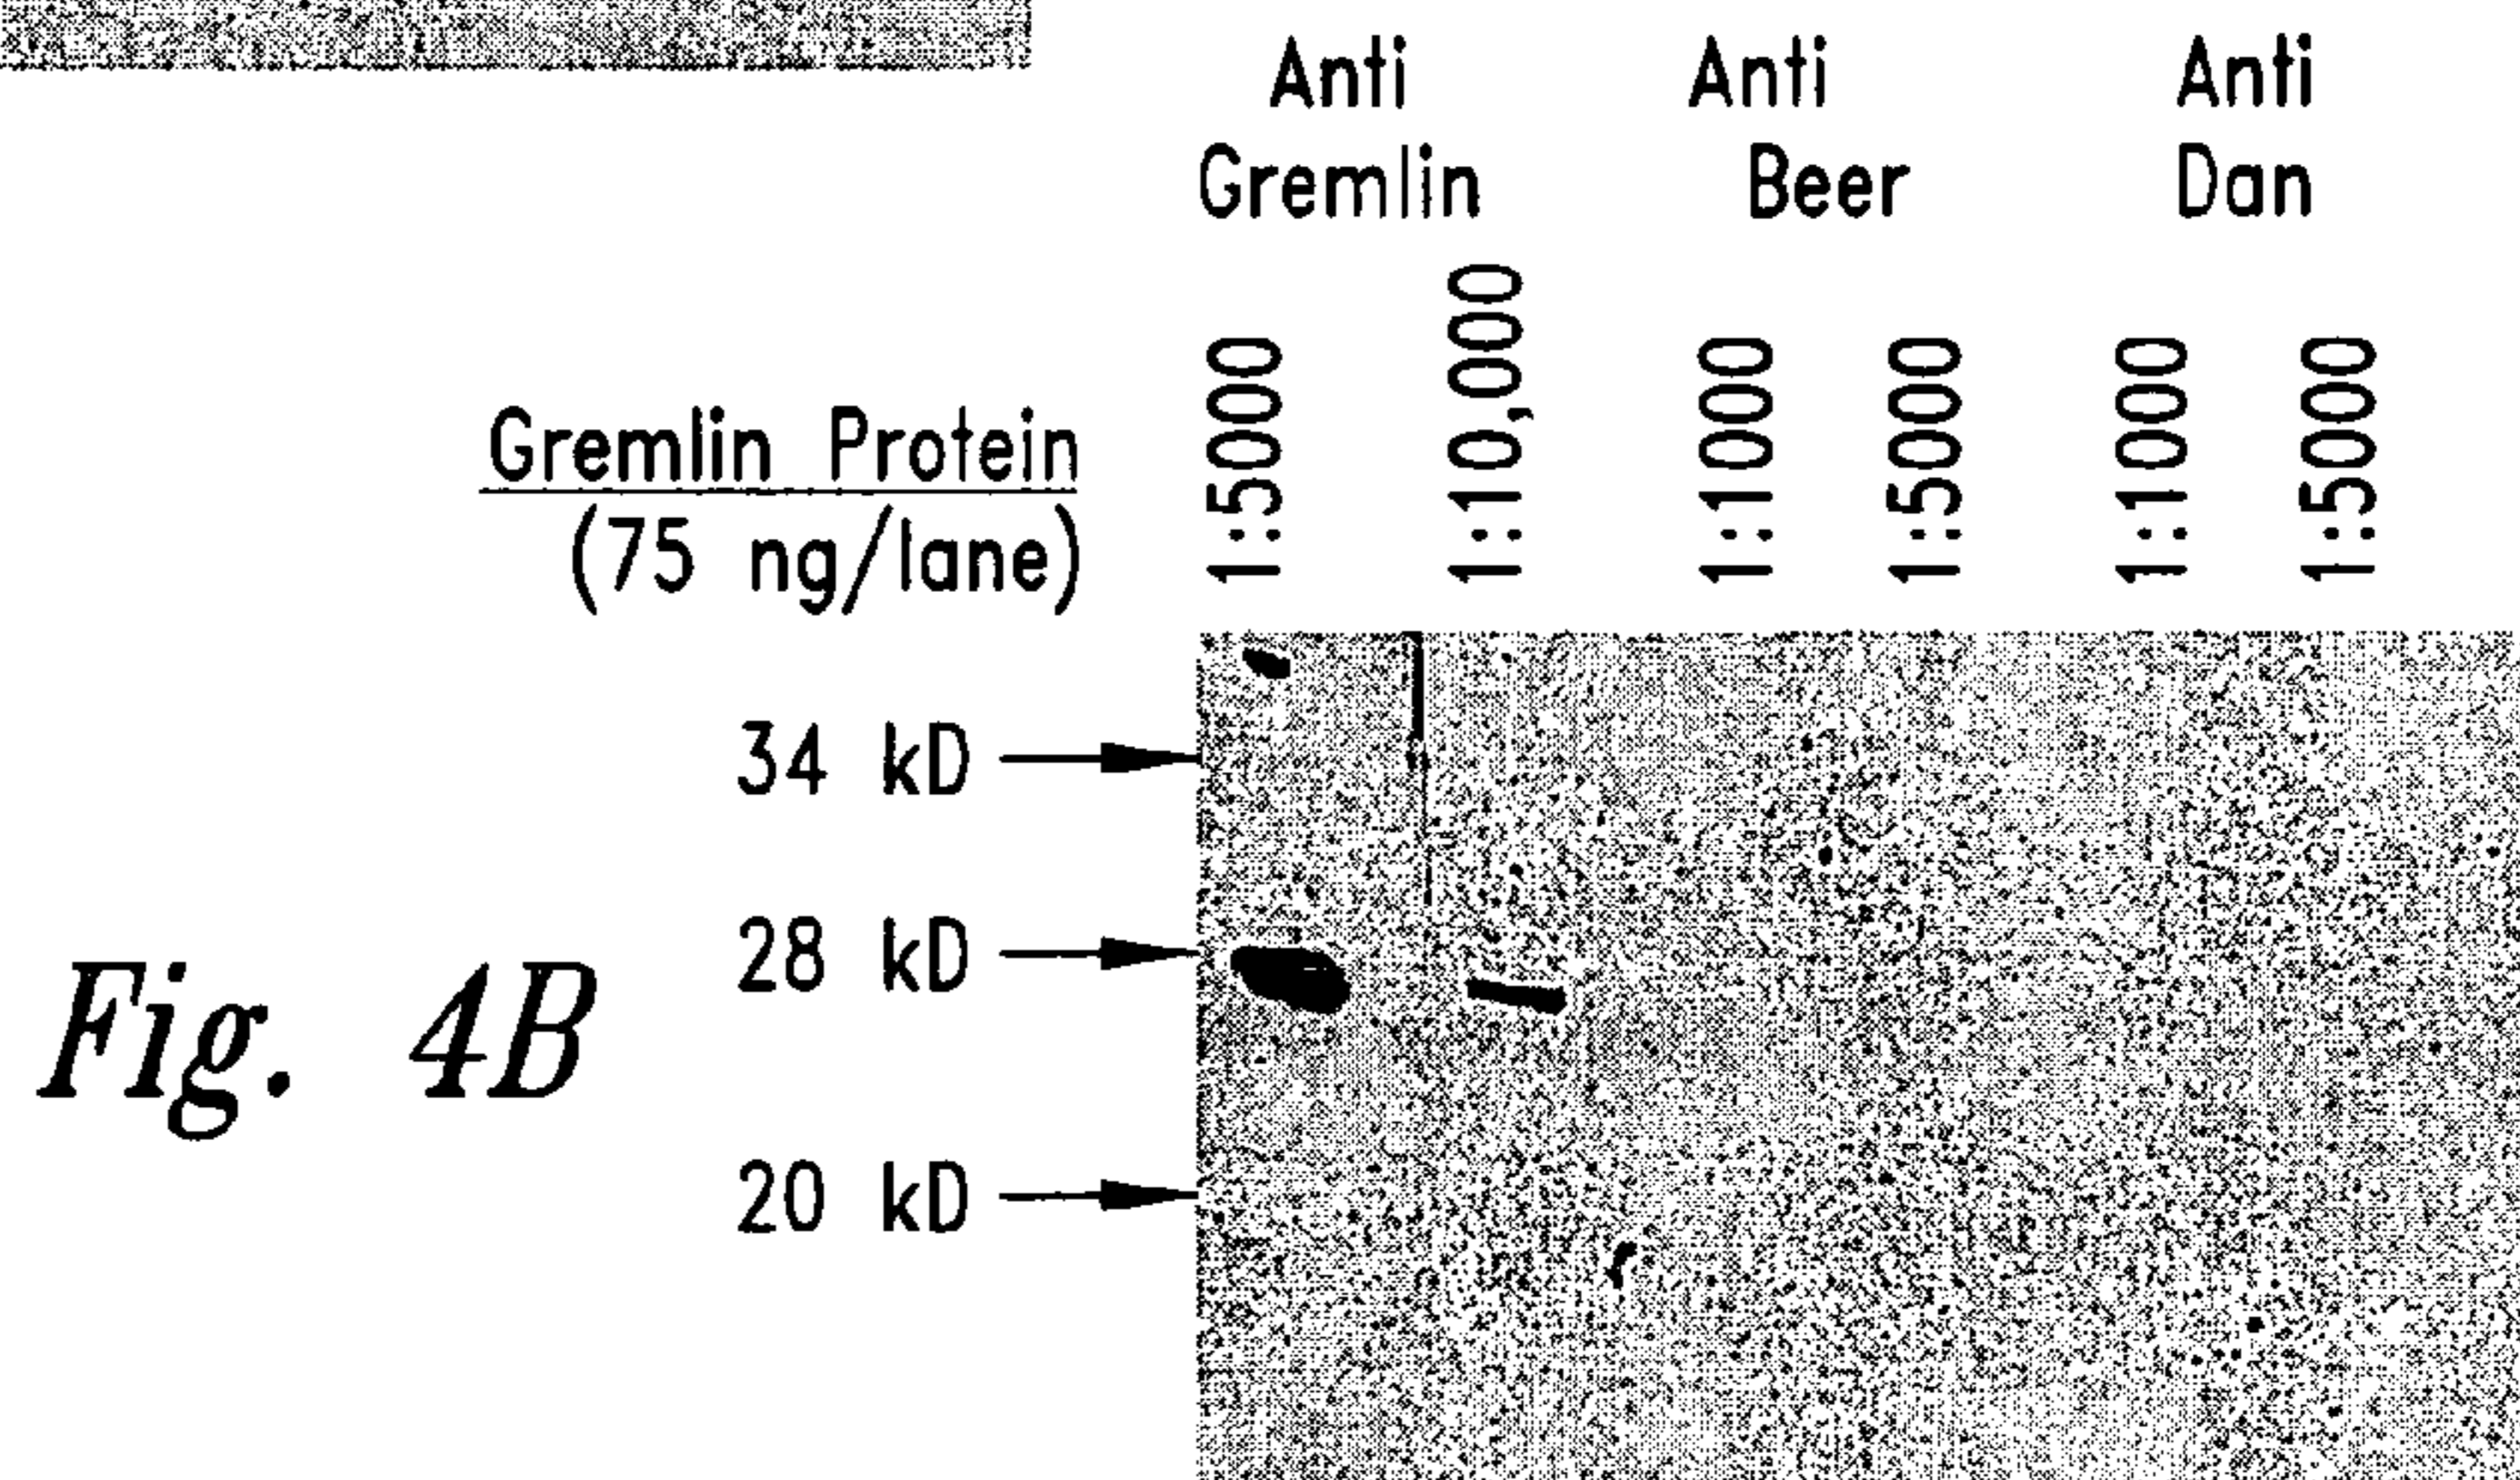 Anti Anti Anti
Gremlin Beer Dan
1:5000 1:10,000 1:1000 1:5000 1:1000 1:5000
Gremlin Protein
(75 ng/lane)
34 kD
28 kD
Fig. 4B
20 kD